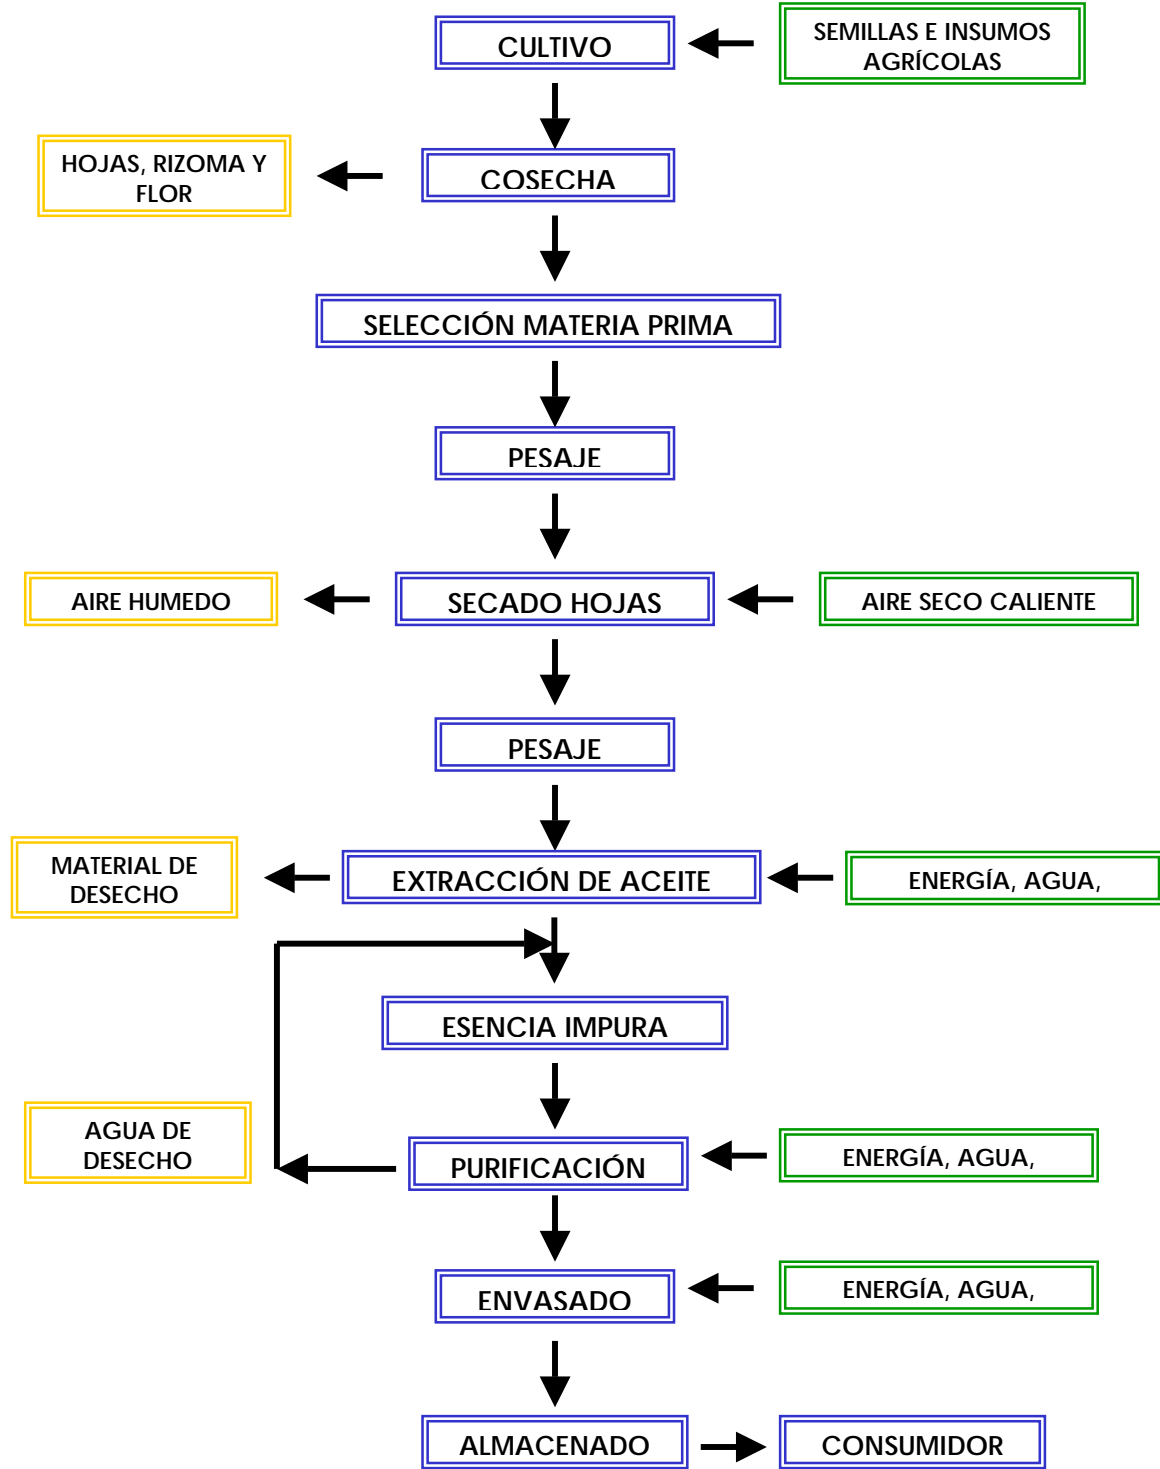 CULTIVO
SEMILLAS E INSUMOS
AGRÍCOLAS
HOJAS, RIZOMA Y
FLOR
COSECHA
SELECCIÓN MATERIA PRIMA
PESAJE
AIRE HUMEDO
SECADO HOJAS
AIRE SECO CALIENTE
PESAJE
MATERIAL DE
DESECHO
EXTRACCIÓN DE ACEITE
ENERGÍA, AGUA,
ESENCIA IMPURA
AGUA DE
DESECHO
PURIFICACIÓN
ENERGÍA, AGUA,
ENVASADO
ENERGÍA, AGUA,
ALMACENADO
CONSUMIDOR